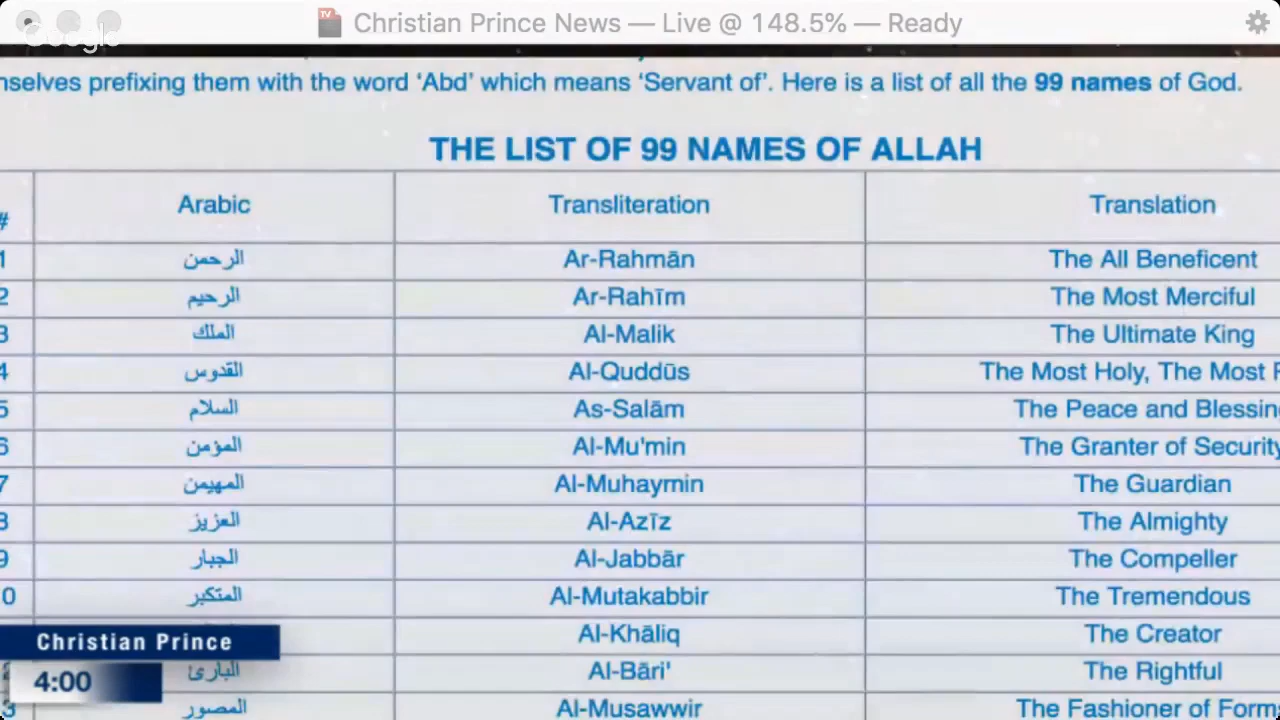 Christian Prince News — Live @ 148.5% — Ready
Google
nselves prefixing them with the word ‘Abd’ which means ‘Servant of’. Here is a list of all the 99 names of God.
THE LIST OF 99 NAMES OF ALLAH
# Arabic Transliteration Translation
1 الرحمن Ar-Rahmān The All Beneficent
2 الرحيم Ar-Rahīm The Most Merciful
3 الملك Al-Malik The Ultimate King
4 القدوس Al-Quddūs The Most Holy, The Most P
5 السلام As-Salām The Peace and Blessing
6 المؤمن Al-Mu'min The Granter of Security
7 المهيمن Al-Muhaymin The Guardian
8 العزيز Al-Azīz The Almighty
9 الجبار Al-Jabbār The Compeller
0 المتكبر Al-Mutakabbir The Tremendous
Al-Khāliq The Creator
2 البارئ Al-Bāri' The Rightful
3 المصور Al-Musawwir The Fashioner of Form
Christian Prince
4:00